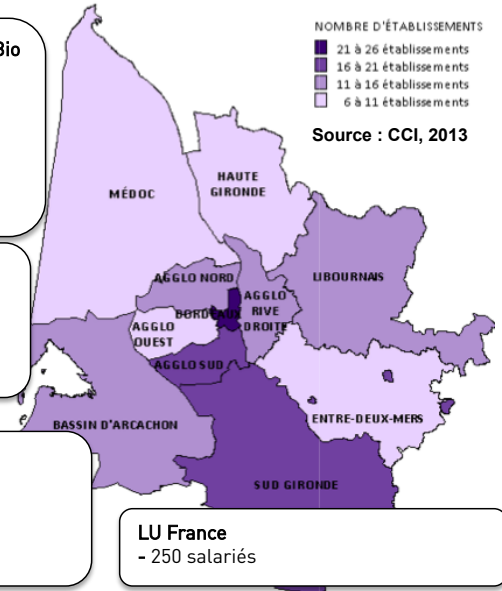 Bio
NOMBRE D'ÉTABLISSEMENTS
21 à 26 établissements
16 à 21 établissements
11 à 16 établissements
6 à 11 établissements
Source : CCI, 2013
HAUTE
GIRONDE
MÉDOC
LIBOURNAIS
AGGLO NORD
AGGLO
RIVE
DROITE
BORDEAUX
AGGLO
OUEST
AGGLO SUD
ENTRE-DEUX-MERS
BASSIN D'ARCACHON
SUD GIRONDE
LU France
- 250 salariés